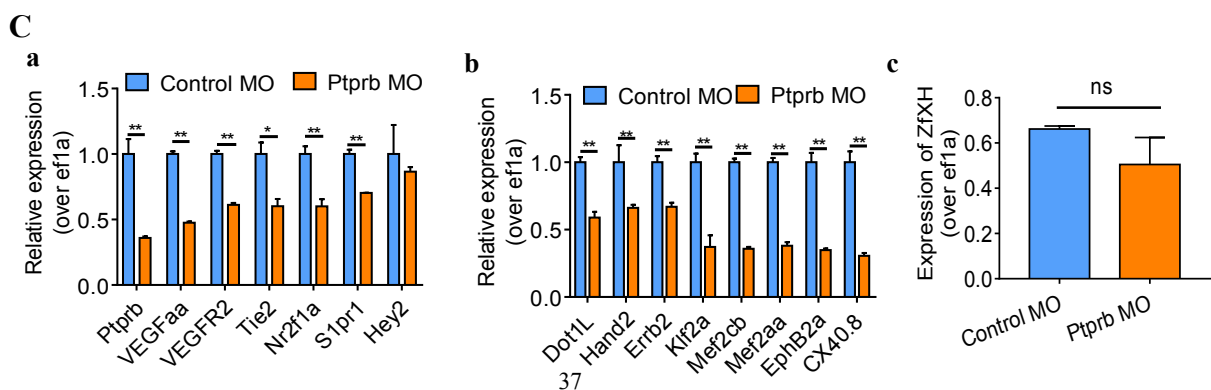 C
a
Control MO Ptprb MO
Relative expression
(over ef1a)
1.5
1.0
0.5
0.0
** ** ** * ** **
Ptprb
VEGFaa
VEGFR2
Tie2
Nr2f1a
S1pr1
Hey2
b
Control MO Ptprb MO
Relative expression
(over ef1a)
1.5
1.0
0.5
0.0
** ** ** ** ** ** ** **
Dot1L
Hand2
Errb2
Klf2a
Mef2cb
Mef2aa
EphB2a
CX40.8
c
ns
Expression of ZfXH
(over ef1a)
0.8
0.6
0.4
0.2
0.0
Control MO
Ptprb MO
37